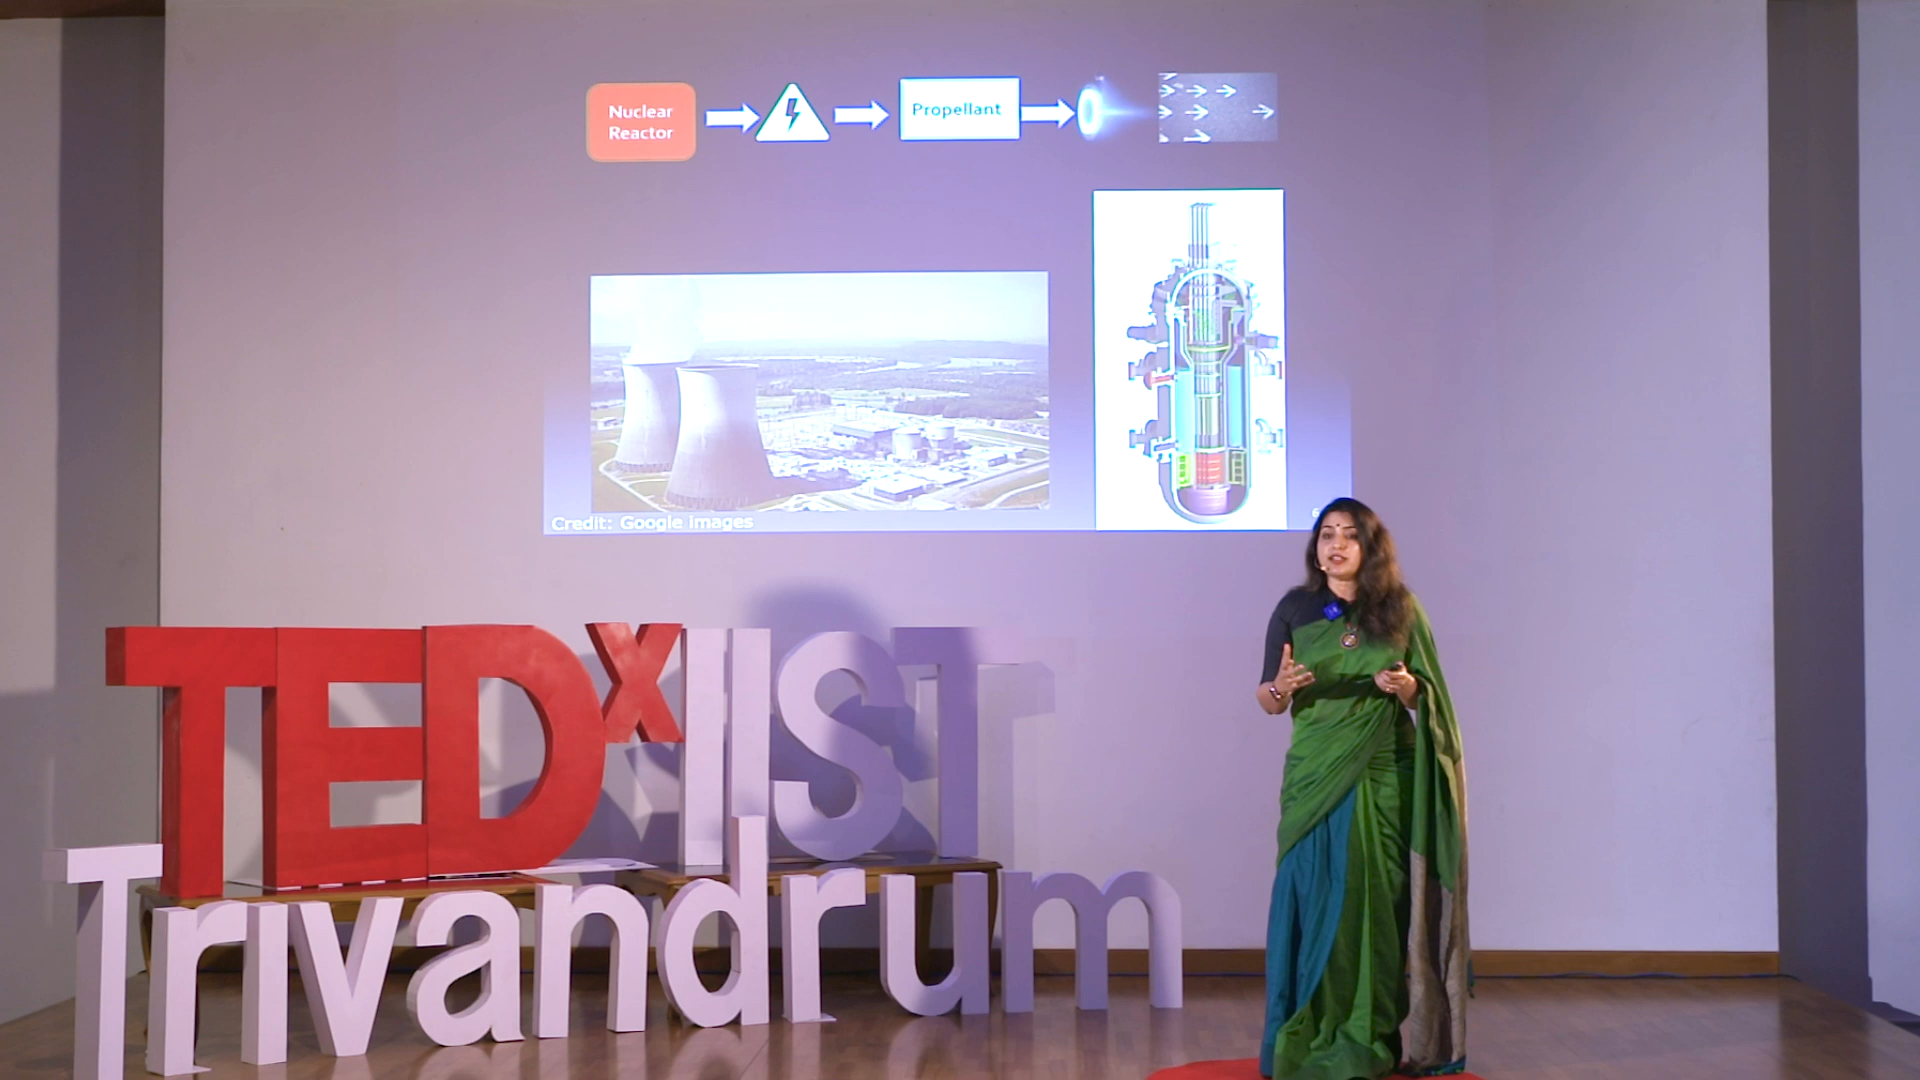 Nuclear
Reactor
Propellant
Credit: Google images
TEDxIIST
Trivandrum